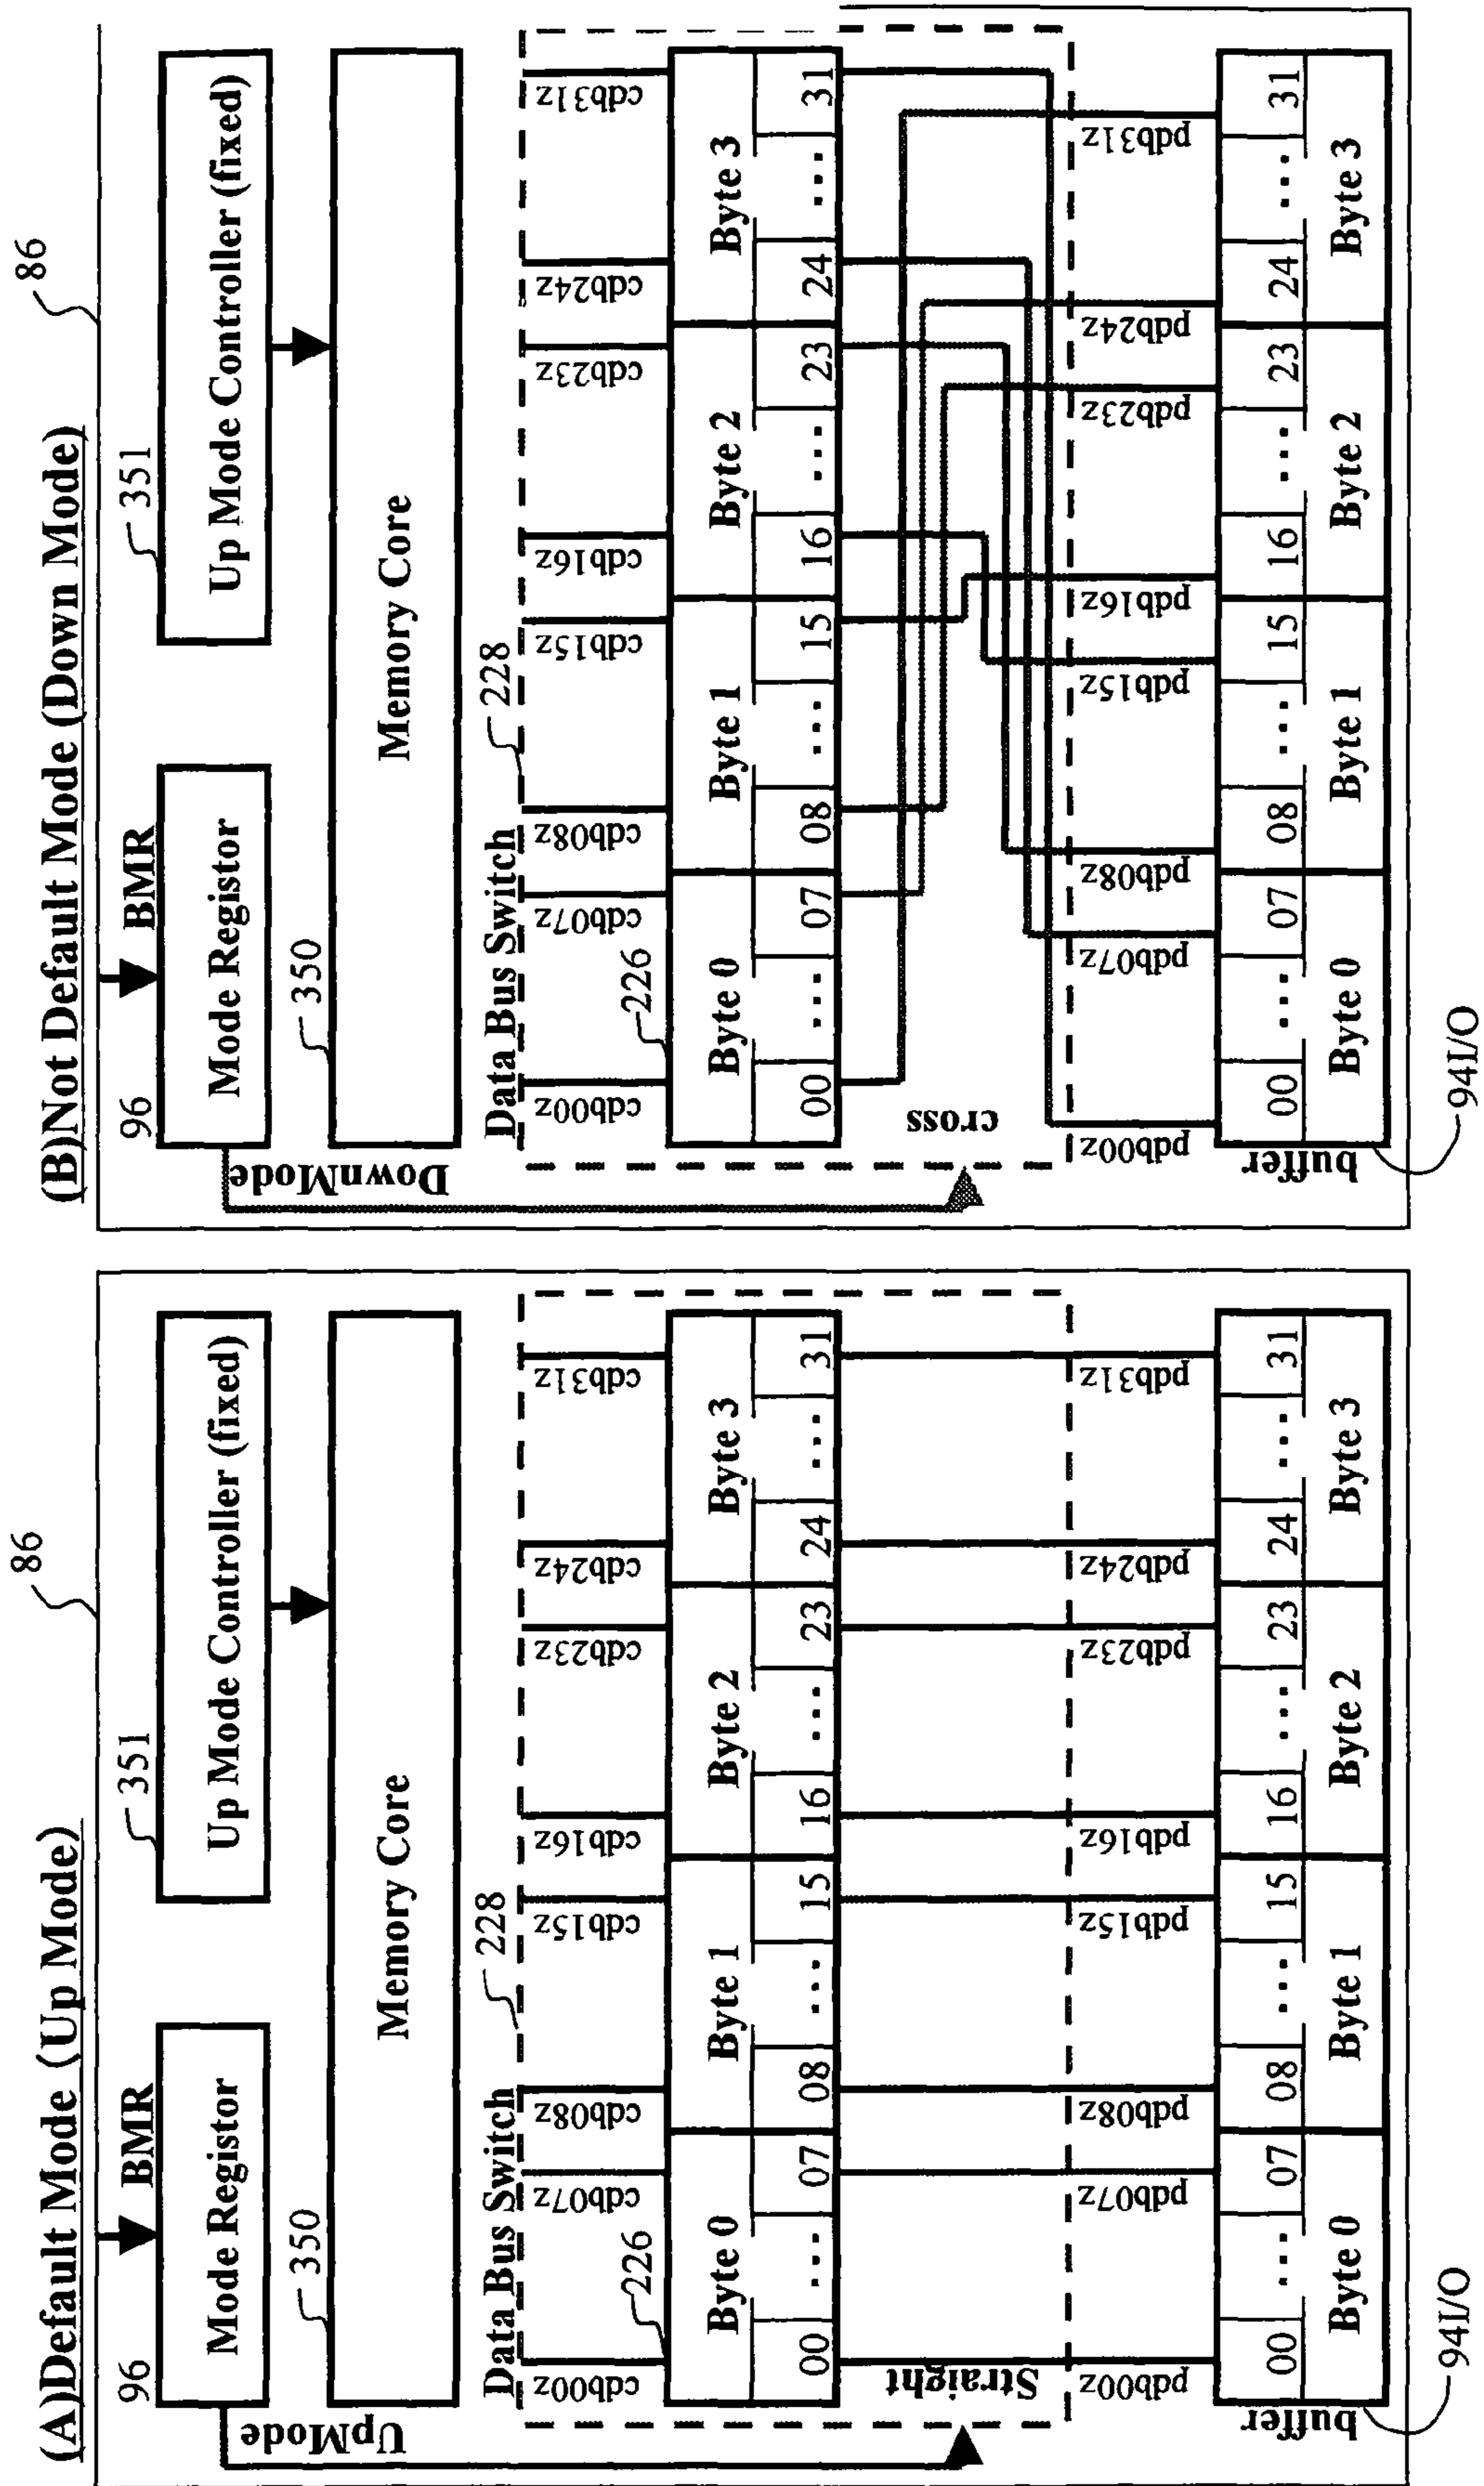 (A)Default Mode (Up Mode)
86
BMR
96
Mode Registor
351
Up Mode Controller (fixed)
350
Memory Core
UpMode
Data Bus Switch
228
cdb00z cdb07z cdb08z cdb15z cdb16z cdb23z cdb24z cdb31z
226
Byte 0 Byte 1 Byte 2 Byte 3
00 ... 07 08 ... 15 16 ... 23 24 ... 31
Straight
pdb00z pdb07z pdb08z pdb15z pdb16z pdb23z pdb24z pdb31z
buffer
00 ... 07 08 ... 15 16 ... 23 24 ... 31
Byte 0 Byte 1 Byte 2 Byte 3
94I/O
(B)Not Default Mode (Down Mode)
86
BMR
96
Mode Registor
351
Up Mode Controller (fixed)
350
Memory Core
DownMode
Data Bus Switch
228
cdb00z cdb07z cdb08z cdb15z cdb16z cdb23z cdb24z cdb31z
226
Byte 0 Byte 1 Byte 2 Byte 3
00 ... 07 08 ... 15 16 ... 23 24 ... 31
cross
pdb00z pdb07z pdb08z pdb15z pdb16z pdb23z pdb24z pdb31z
buffer
00 ... 07 08 ... 15 16 ... 23 24 ... 31
Byte 0 Byte 1 Byte 2 Byte 3
94I/O